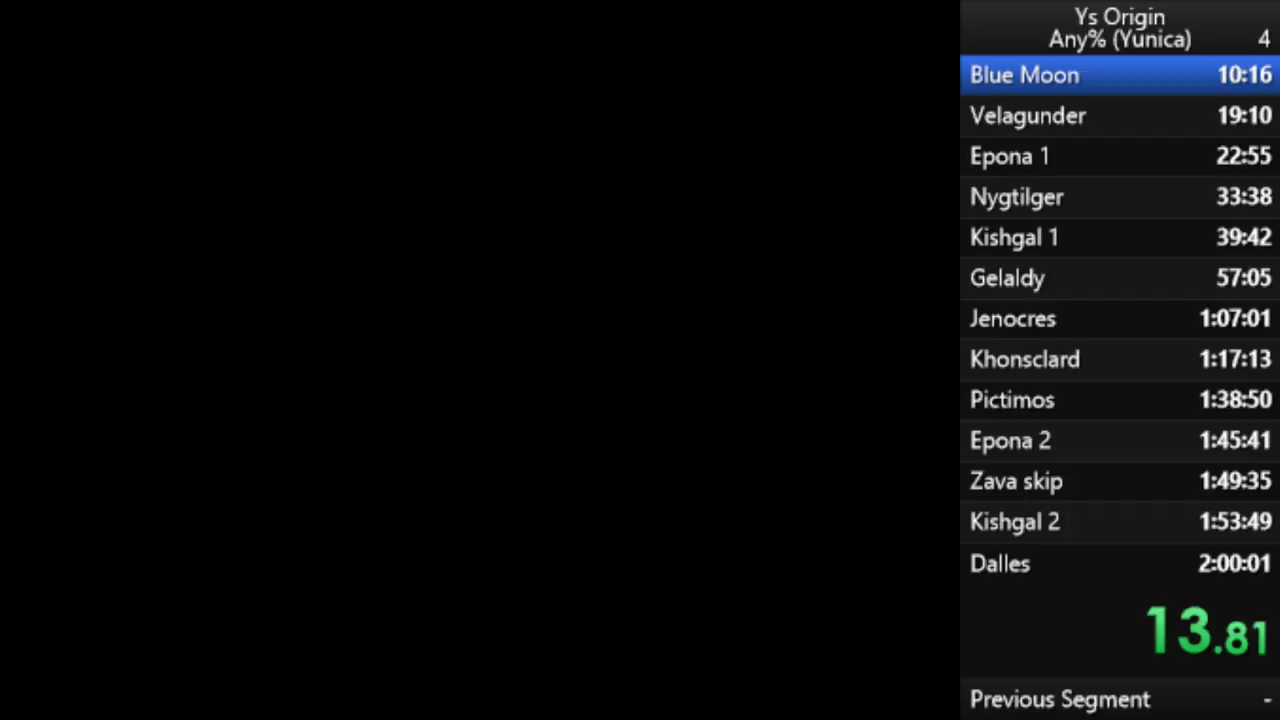 Ys Origin
Any% (Yunica) 4
Blue Moon 10:16
Velagunder 19:10
Epona 1 22:55
Nygtilger 33:38
Kishgal 1 39:42
Gelaldy 57:05
Jenocres 1:07:01
Khonsclard 1:17:13
Pictimos 1:38:50
Epona 2 1:45:41
Zava skip 1:49:35
Kishgal 2 1:53:49
Dalles 2:00:01
13.81
Previous Segment -